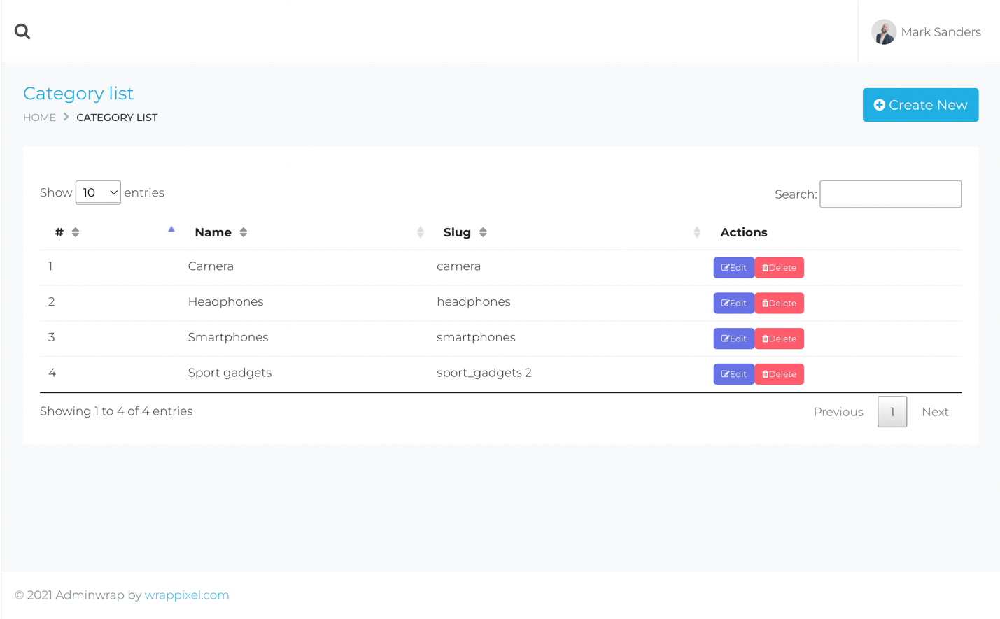 Mark Sanders
Category list
HOME CATEGORY LIST
Create New
Show 10 entries
Search:
# Name Slug Actions
1 Camera camera Edit Delete
2 Headphones headphones Edit Delete
3 Smartphones smartphones Edit Delete
4 Sport gadgets sport_gadgets 2 Edit Delete
Showing 1 to 4 of 4 entries
Previous 1 Next
© 2021 Adminwrap by wrappixel.com